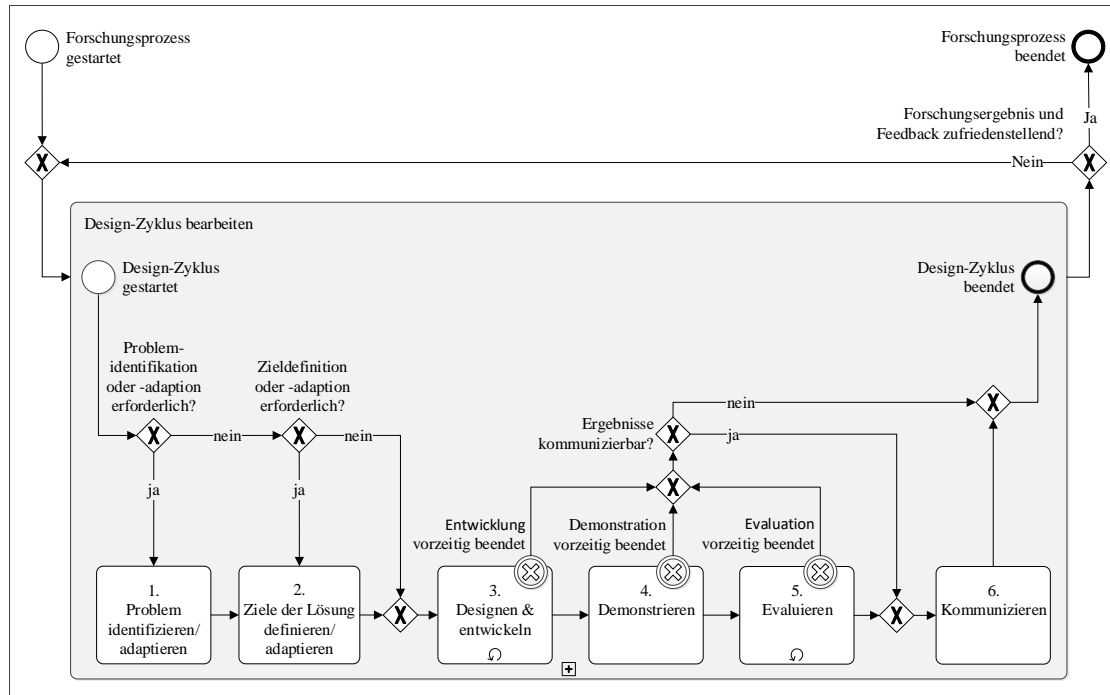 Forschungsprozess
gestartet
Forschungsprozess
beendet
Forschungsergebnis und
Feedback zufriedenstellend?
Ja
Nein
Design-Zyklus bearbeiten
Design-Zyklus
gestartet
Design-Zyklus
beendet
Problem-
identifikation
oder -adaption
erforderlich?
Zieldefinition
oder -adaption
erforderlich?
nein
nein
ja
ja
Ergebnisse
kommunizierbar?
nein
ja
Entwicklung
vorzeitig beendet
Demonstration
vorzeitig beendet
Evaluation
vorzeitig beendet
1.
Problem
identifizieren/
adaptieren
2.
Ziele der Lösung
definieren/
adaptieren
3.
Designen &
entwickeln
4.
Demonstrieren
5.
Evaluieren
6.
Kommunizieren